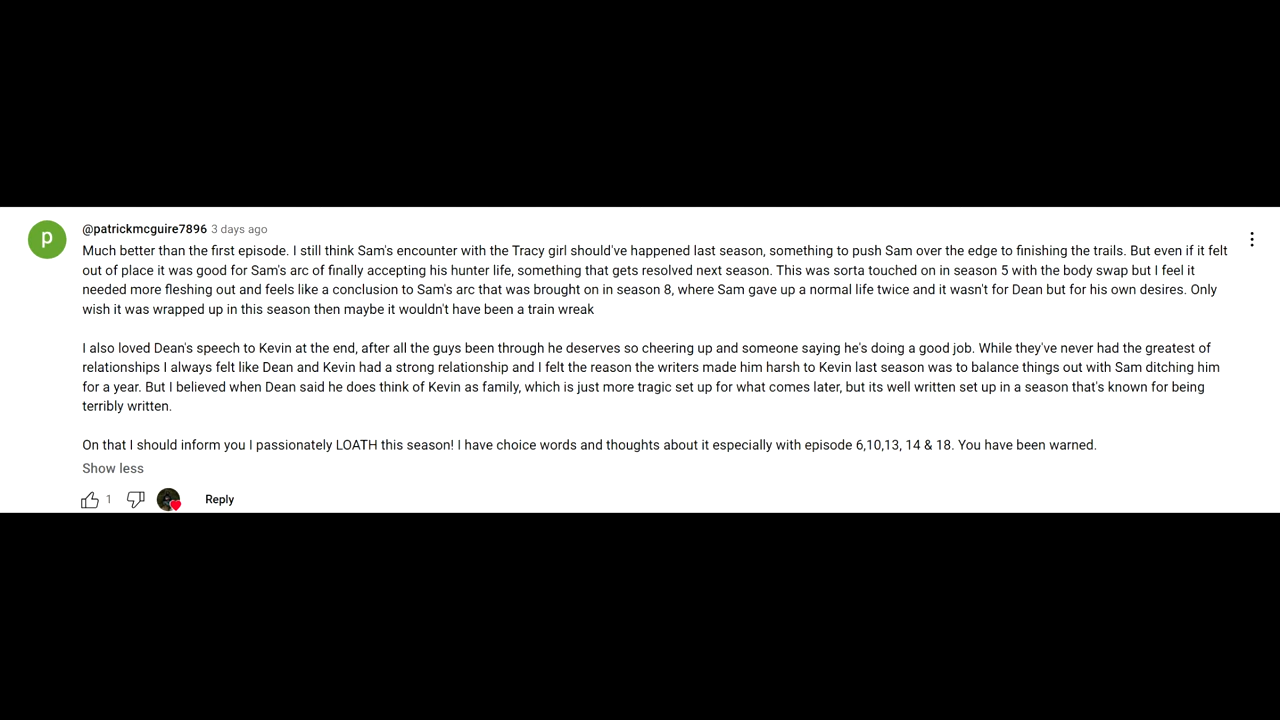 p
@patrickmcguire7896 3 days ago
Much better than the first episode. I still think Sam's encounter with the Tracy girl should've happened last season, something to push Sam over the edge to finishing the trails. But even if it felt
out of place it was good for Sam's arc of finally accepting his hunter life, something that gets resolved next season. This was sorta touched on in season 5 with the body swap but I feel it
needed more fleshing out and feels like a conclusion to Sam's arc that was brought on in season 8, where Sam gave up a normal life twice and it wasn't for Dean but for his own desires. Only
wish it was wrapped up in this season then maybe it wouldn't have been a train wreak
I also loved Dean's speech to Kevin at the end, after all the guys been through he deserves so cheering up and someone saying he's doing a good job. While they've never had the greatest of
relationships I always felt like Dean and Kevin had a strong relationship and I felt the reason the writers made him harsh to Kevin last season was to balance things out with Sam ditching him
for a year. But I believed when Dean said he does think of Kevin as family, which is just more tragic set up for what comes later, but its well written set up in a season that's known for being
terribly written.
On that I should inform you I passionately LOATH this season! I have choice words and thoughts about it especially with episode 6,10,13, 14 & 18. You have been warned.
Show less
1 Reply